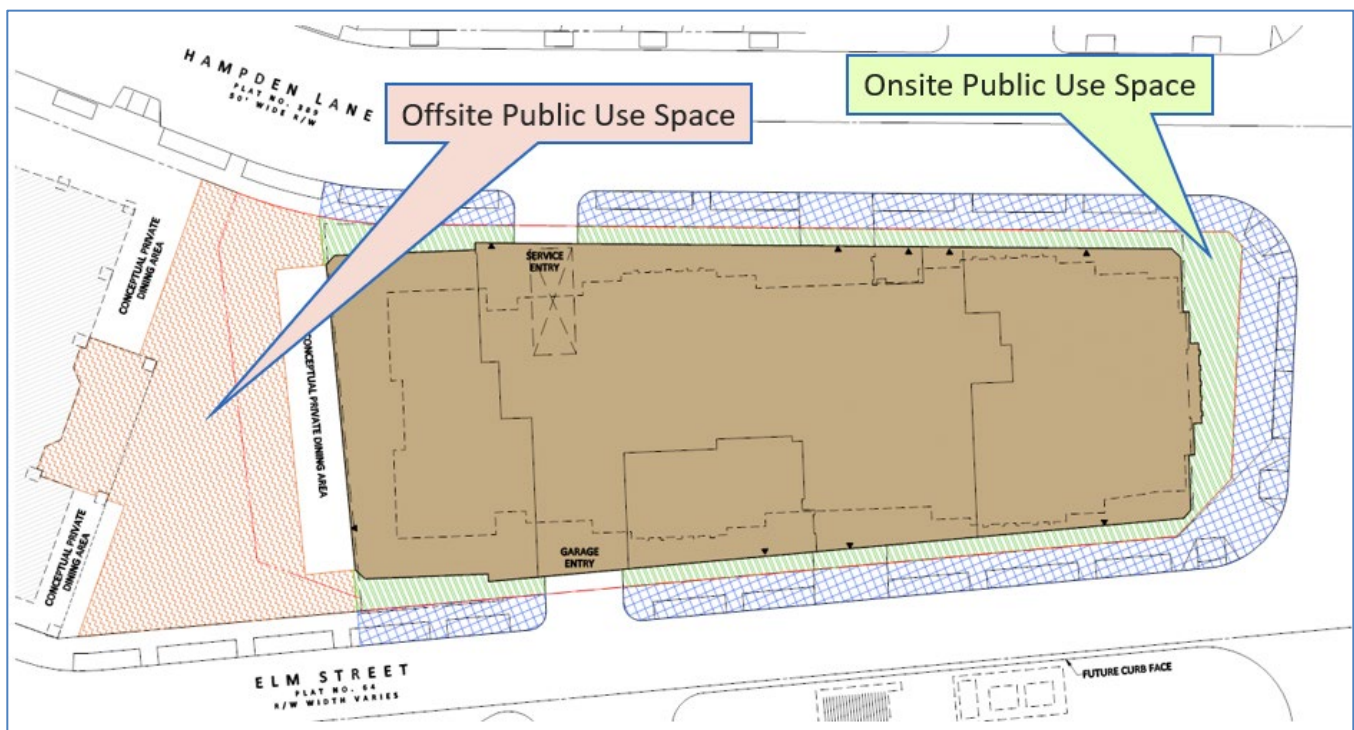 HAMPDEN LANE
PLAT NO. 589
50' WIDE R/W
Offsite Public Use Space
Onsite Public Use Space
CONCEPTUAL PRIVATE
DINING AREA
SERVICE
ENTRY
CONCEPTUAL PRIVATE DINING AREA
CONCEPTUAL PRIVATE
DINING AREA
GARAGE
ENTRY
ELM STREET
PLAT NO. 64
R/W WIDTH VARIES
FUTURE CURB FACE